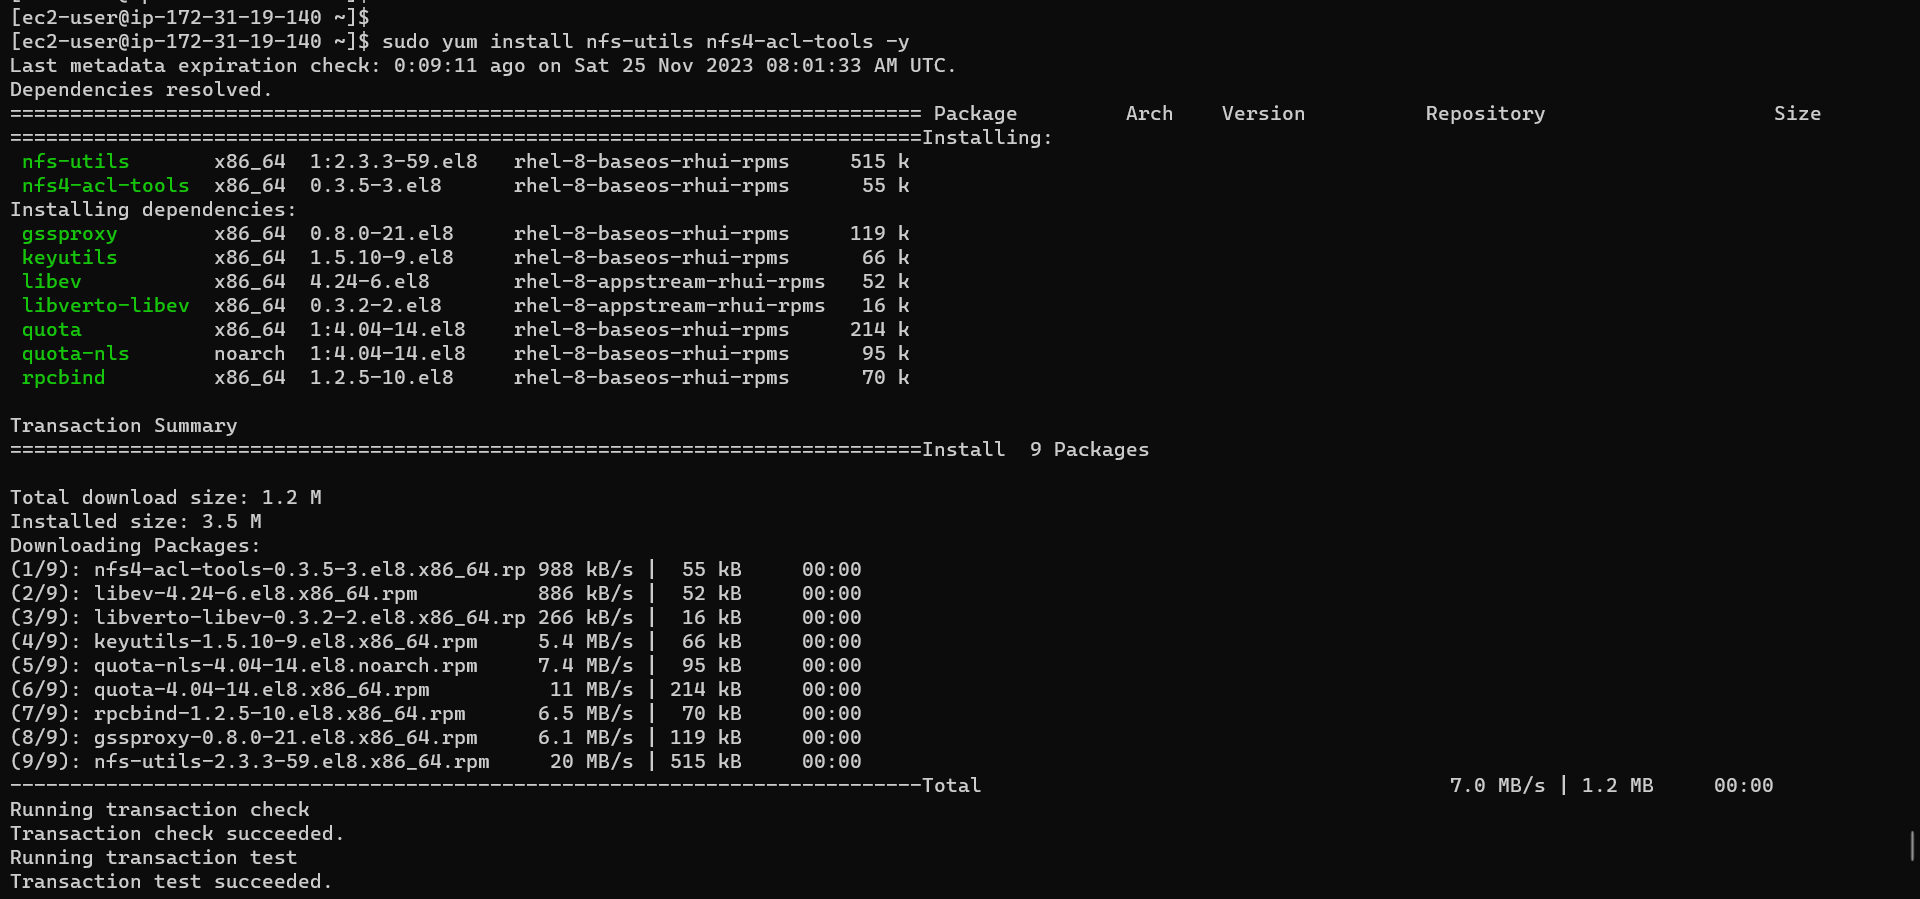 [ec2-user@ip-172-31-19-140 ~]$
[ec2-user@ip-172-31-19-140 ~]$ sudo yum install nfs-utils nfs4-acl-tools -y
Last metadata expiration check: 0:09:11 ago on Sat 25 Nov 2023 08:01:33 AM UTC.
Dependencies resolved.
============================================================================ Package         Arch    Version          Repository                   Size
============================================================================Installing:
 nfs-utils       x86_64  1:2.3.3-59.el8   rhel-8-baseos-rhui-rpms     515 k
 nfs4-acl-tools  x86_64  0.3.5-3.el8      rhel-8-baseos-rhui-rpms      55 k
Installing dependencies:
 gssproxy        x86_64  0.8.0-21.el8     rhel-8-baseos-rhui-rpms     119 k
 keyutils        x86_64  1.5.10-9.el8     rhel-8-baseos-rhui-rpms      66 k
 libev           x86_64  4.24-6.el8       rhel-8-appstream-rhui-rpms   52 k
 libverto-libev  x86_64  0.3.2-2.el8      rhel-8-appstream-rhui-rpms   16 k
 quota           x86_64  1:4.04-14.el8    rhel-8-baseos-rhui-rpms     214 k
 quota-nls       noarch  1:4.04-14.el8    rhel-8-baseos-rhui-rpms      95 k
 rpcbind         x86_64  1.2.5-10.el8     rhel-8-baseos-rhui-rpms      70 k
Transaction Summary
============================================================================Install  9 Packages
Total download size: 1.2 M
Installed size: 3.5 M
Downloading Packages:
(1/9): nfs4-acl-tools-0.3.5-3.el8.x86_64.rp 988 kB/s |  55 kB     00:00
(2/9): libev-4.24-6.el8.x86_64.rpm          886 kB/s |  52 kB     00:00
(3/9): libverto-libev-0.3.2-2.el8.x86_64.rp 266 kB/s |  16 kB     00:00
(4/9): keyutils-1.5.10-9.el8.x86_64.rpm     5.4 MB/s |  66 kB     00:00
(5/9): quota-nls-4.04-14.el8.noarch.rpm     7.4 MB/s |  95 kB     00:00
(6/9): quota-4.04-14.el8.x86_64.rpm          11 MB/s | 214 kB     00:00
(7/9): rpcbind-1.2.5-10.el8.x86_64.rpm      6.5 MB/s |  70 kB     00:00
(8/9): gssproxy-0.8.0-21.el8.x86_64.rpm     6.1 MB/s | 119 kB     00:00
(9/9): nfs-utils-2.3.3-59.el8.x86_64.rpm     20 MB/s | 515 kB     00:00
----------------------------------------------------------------------------Total                                       7.0 MB/s | 1.2 MB     00:00
Running transaction check
Transaction check succeeded.
Running transaction test
Transaction test succeeded.